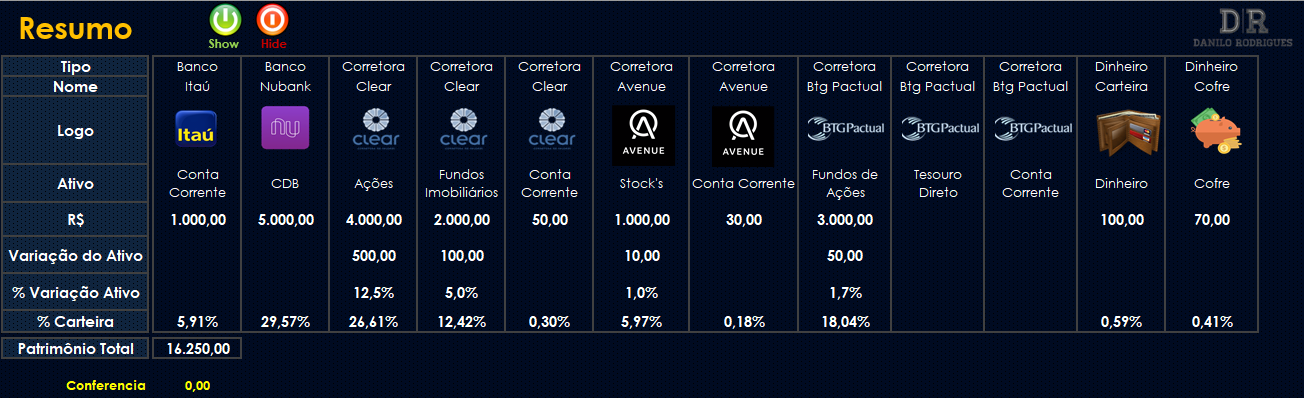 Resumo
Show
Hide
D|R
DANILO RODRIGUES
Tipo Banco Banco Corretora Corretora Corretora Corretora Corretora Corretora Corretora Corretora Dinheiro Dinheiro
Nome Itaú Nubank Clear Clear Clear Avenue Avenue Btg Pactual Btg Pactual Btg Pactual Carteira Cofre
Logo Itaú nu clear clear clear AVENUE AVENUE BTGPactual BTGPactual BTGPactual
Ativo Conta Corrente CDB Ações Fundos Imobiliários Conta Corrente Stock's Conta Corrente Fundos de Ações Tesouro Direto Conta Corrente Dinheiro Cofre
R$ 1.000,00 5.000,00 4.000,00 2.000,00 50,00 1.000,00 30,00 3.000,00 100,00 70,00
Variação do Ativo 500,00 100,00 10,00 50,00
% Variação Ativo 12,5% 5,0% 1,0% 1,7%
% Carteira 5,91% 29,57% 26,61% 12,42% 0,30% 5,97% 0,18% 18,04% 0,59% 0,41%
Patrimônio Total 16.250,00
Conferencia 0,00